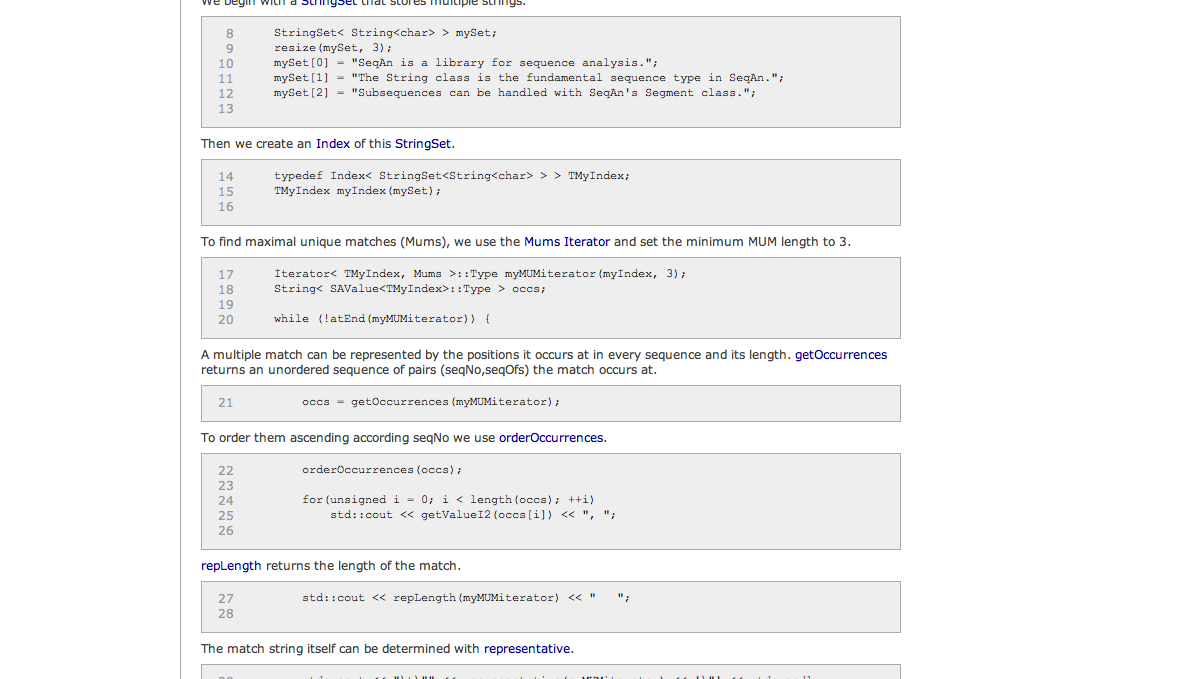 We begin with a StringSet that stores multiple strings.
8 StringSet< String<char> > mySet;
9 resize(mySet, 3);
10 mySet[0] = "SeqAn is a library for sequence analysis.";
11 mySet[1] = "The String class is the fundamental sequence type in SeqAn.";
12 mySet[2] = "Subsequences can be handled with SeqAn's Segment class.";
13
Then we create an Index of this StringSet.
14 typedef Index< StringSet<String<char> > > TMyIndex;
15 TMyIndex myIndex(mySet);
16
To find maximal unique matches (Mums), we use the Mums Iterator and set the minimum MUM length to 3.
17 Iterator< TMyIndex, Mums >::Type myMUMiterator(myIndex, 3);
18 String< SAValue<TMyIndex>::Type > occs;
19
20 while (!atEnd(myMUMiterator)) {
A multiple match can be represented by the positions it occurs at in every sequence and its length. getOccurrences
returns an unordered sequence of pairs (seqNo,seqOfs) the match occurs at.
21 occs = getOccurrences(myMUMiterator);
To order them ascending according seqNo we use orderOccurrences.
22 orderOccurrences(occs);
23
24 for(unsigned i = 0; i < length(occs); ++i)
25 std::cout << getValueI2(occs[i]) << ", ";
26
repLength returns the length of the match.
27 std::cout << repLength(myMUMiterator) << "   ";
28
The match string itself can be determined with representative.